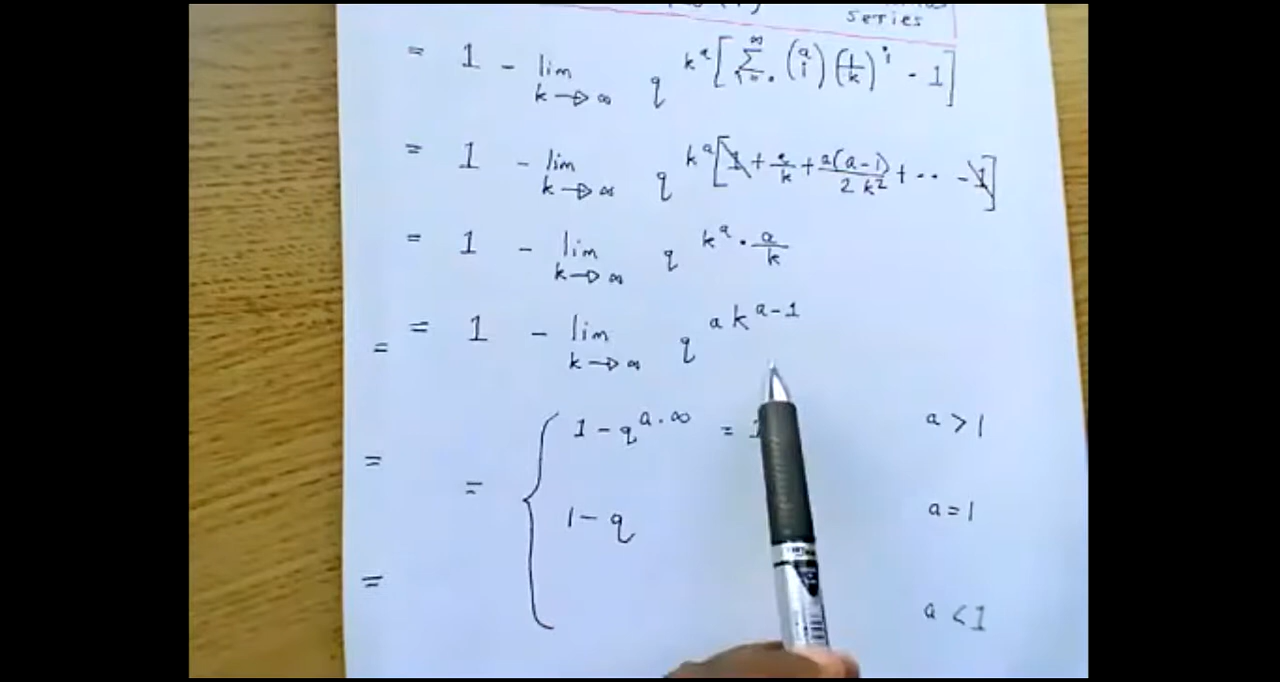 series
= 1 - lim k→∞ q^(k^a [∑_(i=0)^∞ (a i) (1/k)^i - 1])
= 1 - lim k→∞ q^(k^a [1 + a/k + a(a-1)/2k² + ·· - 1])
= 1 - lim k→∞ q^(k^a · a/k)
= = 1 - lim k→∞ q^(a k^(a-1))
1 - q^(a·∞) = 1 a > 1
= =
1 - q a = 1
=
a < 1